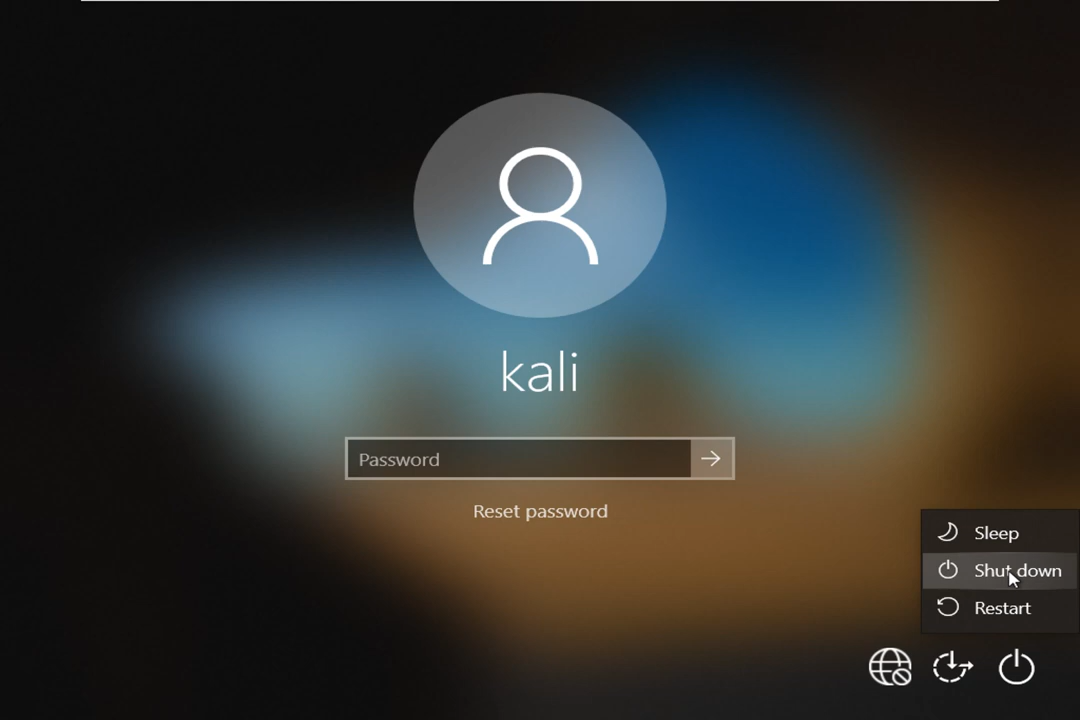 kali
Password
Reset password
Sleep
Shut down
Restart